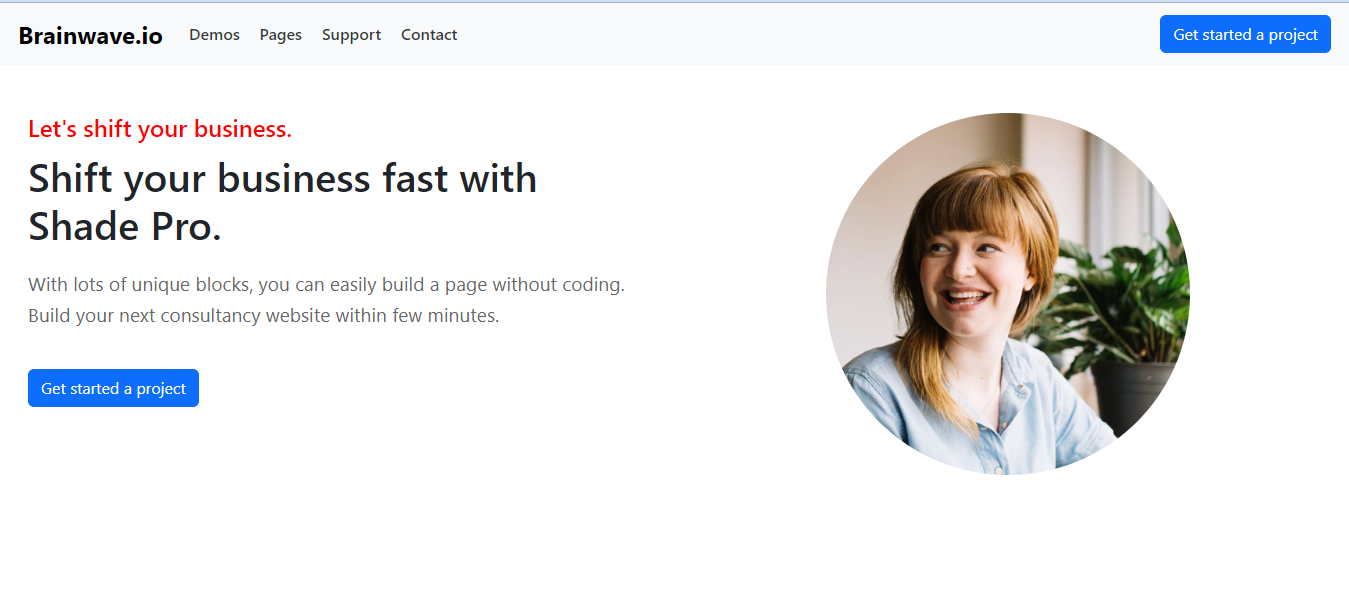 Brainwave.io Demos Pages Support Contact Get started a project
Let's shift your business.
Shift your business fast with
Shade Pro.
With lots of unique blocks, you can easily build a page without coding.
Build your next consultancy website within few minutes.
Get started a project